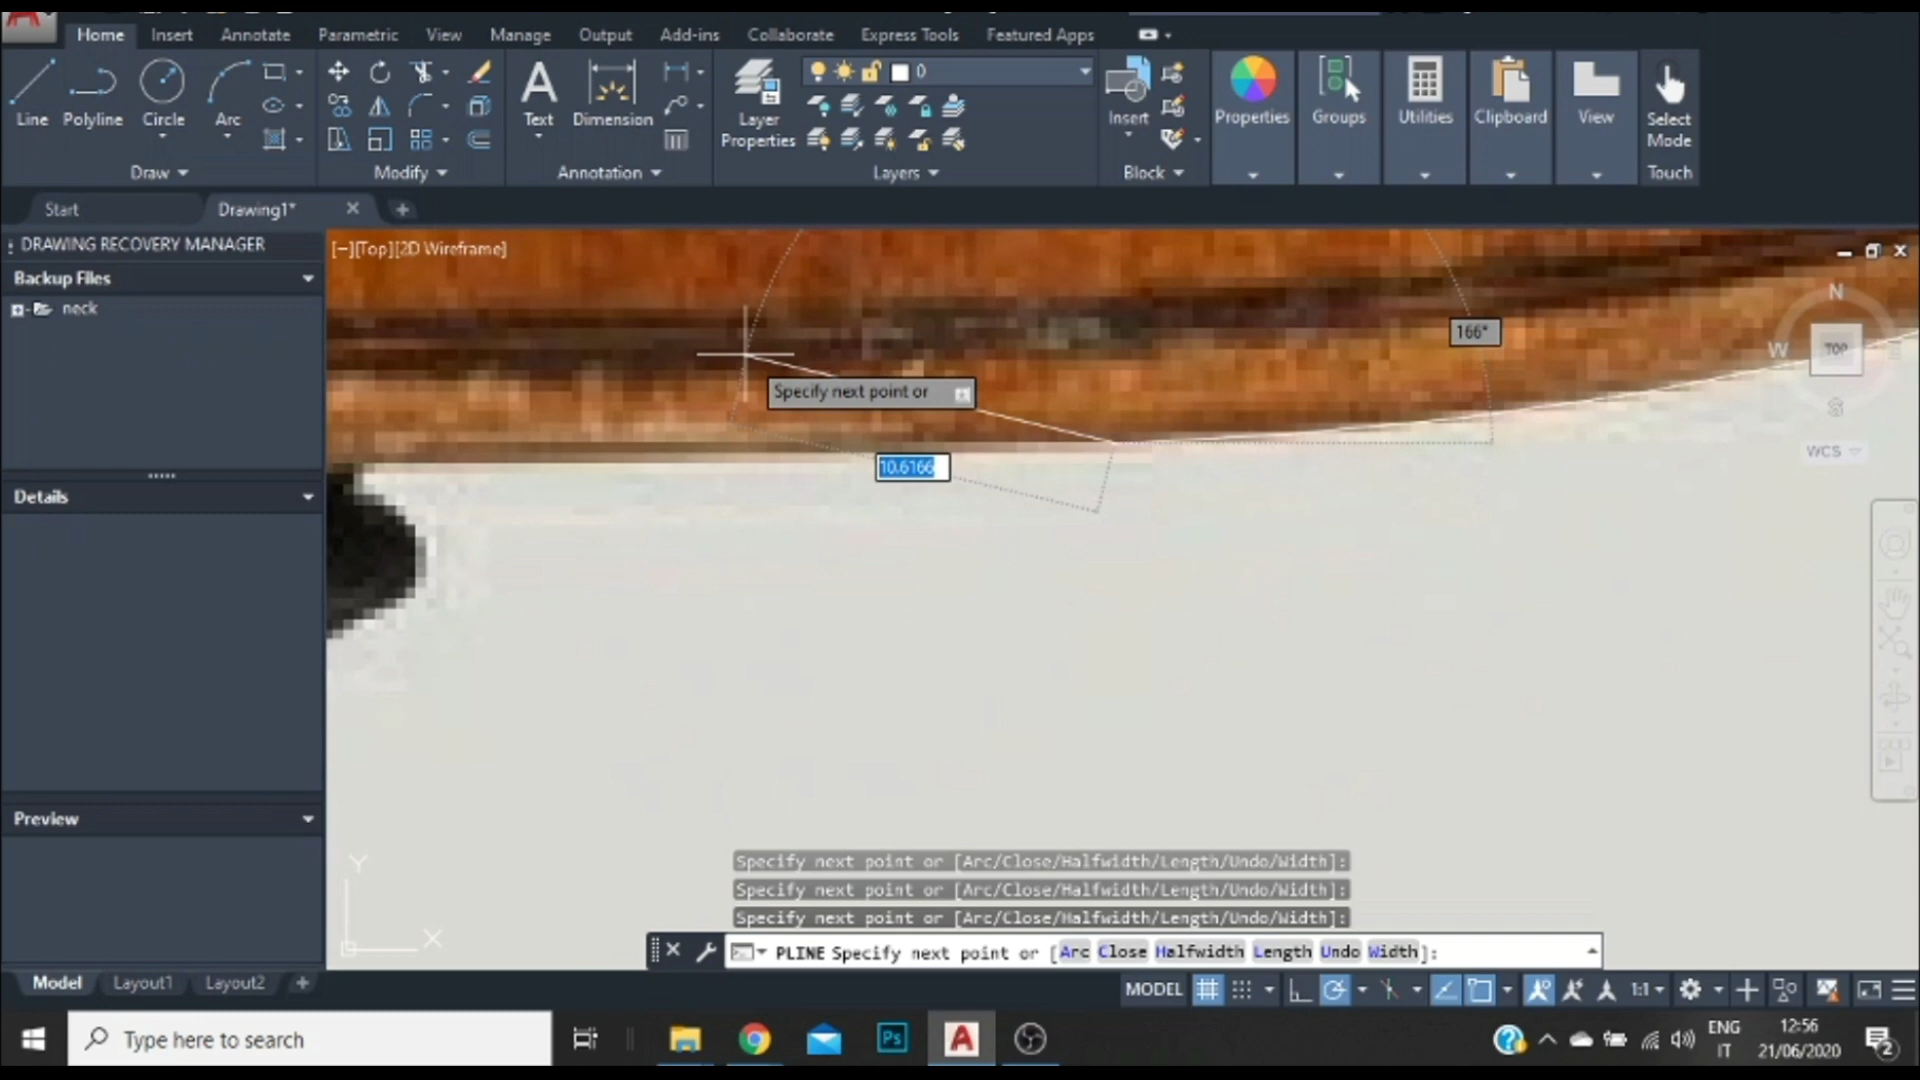 Home Insert Annotate Parametric View Manage Output Add-ins Collaborate Express Tools Featured Apps
Line Polyline Circle Arc
Text Dimension
Layer Properties
0
Insert
Properties Groups Utilities Clipboard View
Select Mode
Draw Modify Annotation Layers Block Touch
Start Drawing1*
DRAWING RECOVERY MANAGER
Backup Files
neck
Details
Preview
[−][Top][2D Wireframe]
166°
Specify next point or
10.6166
N
W TOP
S
WCS
Y
X
Specify next point or [Arc/Close/Halfwidth/Length/Undo/Width]:
Specify next point or [Arc/Close/Halfwidth/Length/Undo/Width]:
Specify next point or [Arc/Close/Halfwidth/Length/Undo/Width]:
PLINE Specify next point or [Arc Close Halfwidth Length Undo Width]:
Model Layout1 Layout2 +
MODEL 1:1
Type here to search
Ps
A
ENG
IT
12:56
21/06/2020
2